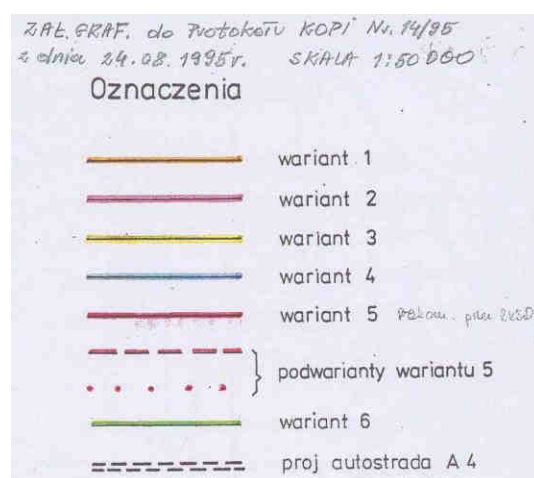 ZAŁ. GRAF. do Protokołu KOPI Nr. 14/95
z dnia 24.08.1995r. SKALA 1:50 000
Oznaczenia
wariant 1
wariant 2
wariant 3
wariant 4
wariant 5
podwarianty wariantu 5
wariant 6
proj autostrada A 4